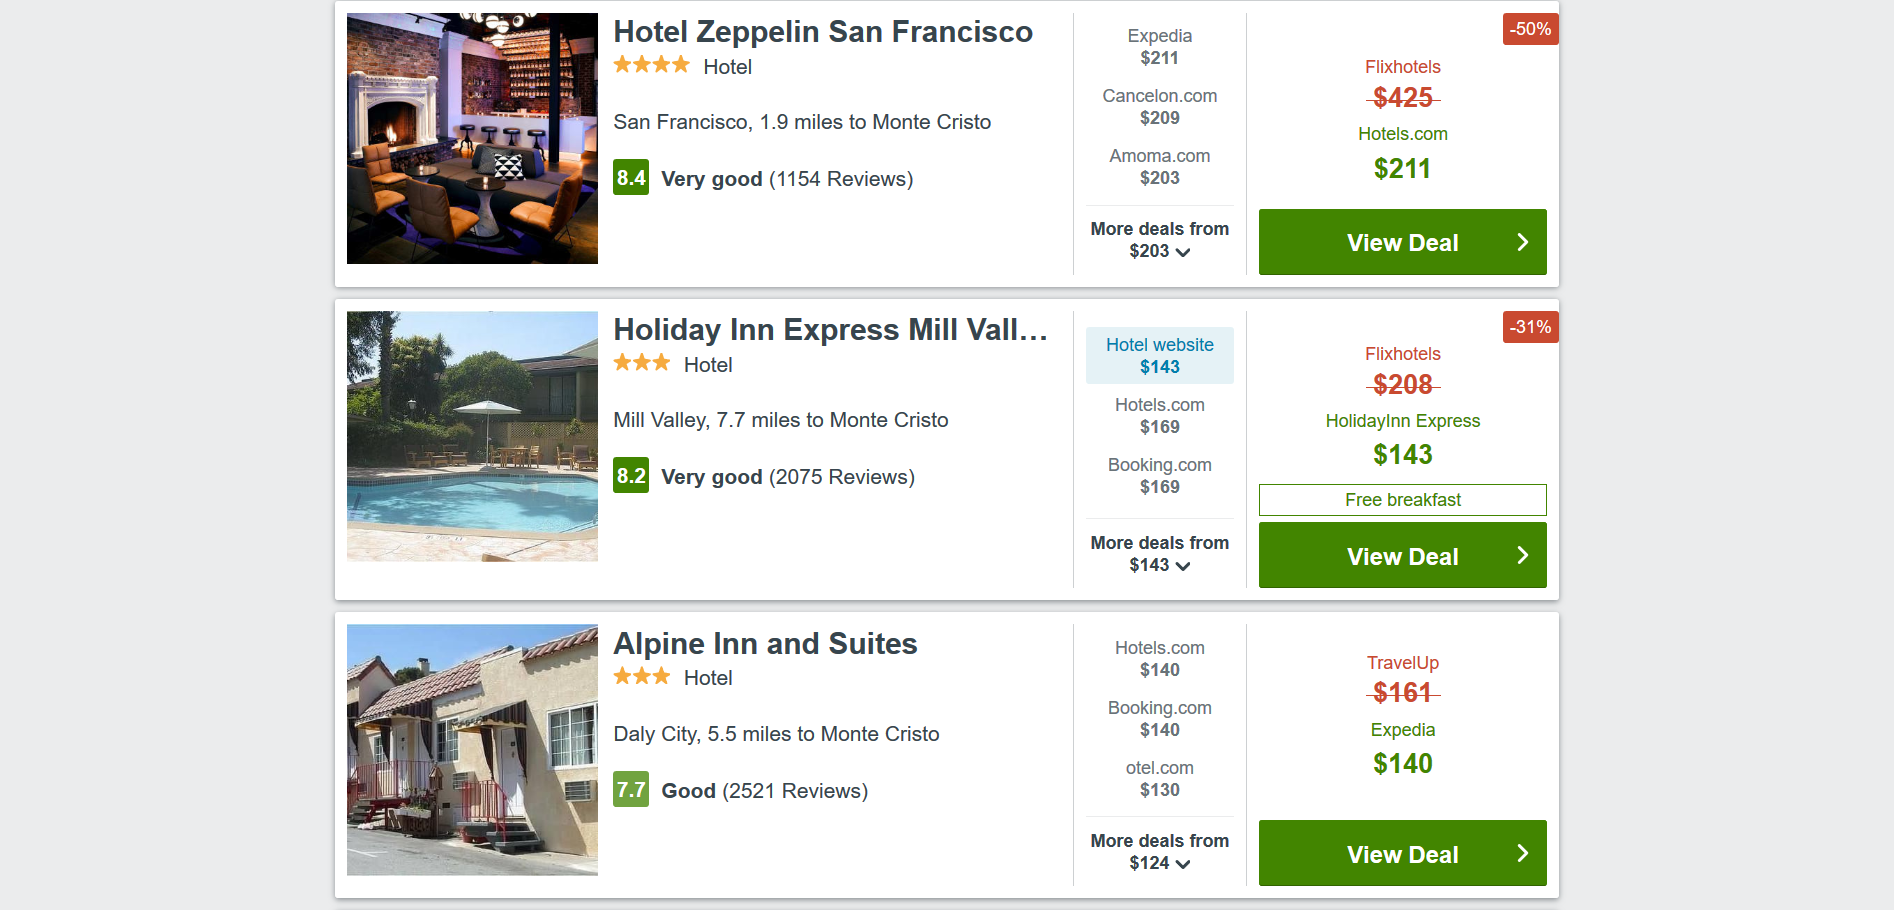 Hotel Zeppelin San Francisco
Hotel
San Francisco, 1.9 miles to Monte Cristo
8.4 Very good (1154 Reviews)
Expedia
$211
Cancelon.com
$209
Amoma.com
$203
More deals from
$203
-50%
Flixhotels
$425
Hotels.com
$211
View Deal
Holiday Inn Express Mill Vall...
Hotel
Mill Valley, 7.7 miles to Monte Cristo
8.2 Very good (2075 Reviews)
Hotel website
$143
Hotels.com
$169
Booking.com
$169
More deals from
$143
-31%
Flixhotels
$208
HolidayInn Express
$143
Free breakfast
View Deal
Alpine Inn and Suites
Hotel
Daly City, 5.5 miles to Monte Cristo
7.7 Good (2521 Reviews)
Hotels.com
$140
Booking.com
$140
otel.com
$130
More deals from
$124
TravelUp
$161
Expedia
$140
View Deal